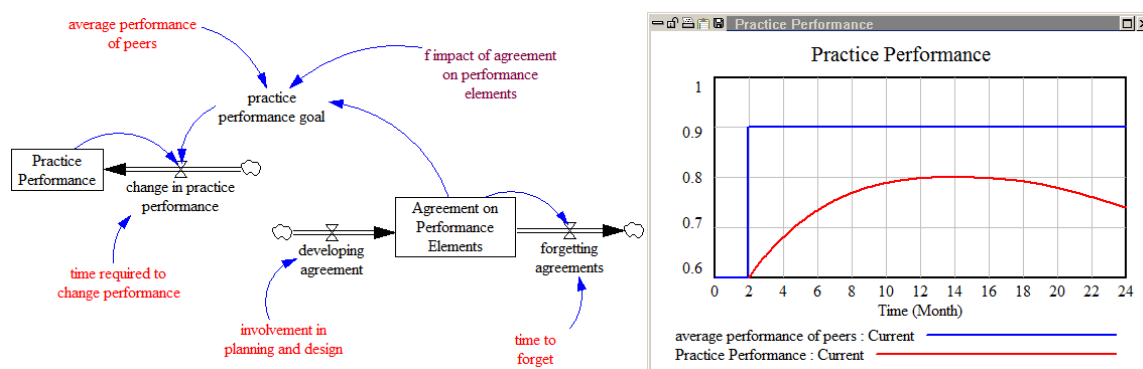 average performance
of peers
f impact of agreement
on performance
elements
practice
performance goal
Practice
Performance
change in practice
performance
Agreement on
Performance
Elements
developing
agreement
forgetting
agreements
time required to
change performance
involvement in
planning and design
time to
forget
Practice Performance
Practice Performance
1
0.9
0.8
0.7
0.6
0 2 4 6 8 10 12 14 16 18 20 22 24
Time (Month)
average performance of peers : Current
Practice Performance : Current